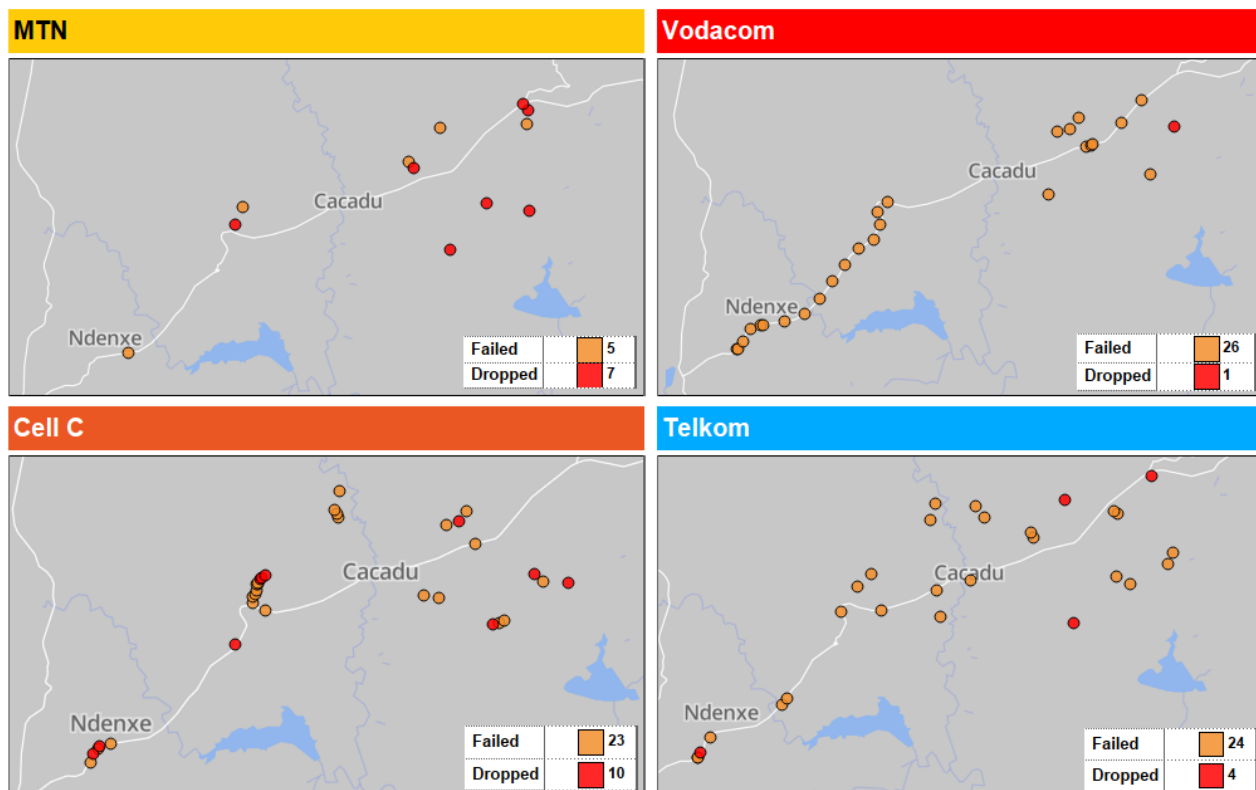 MTN
Cacadu
Ndenxe
Failed 5
Dropped 7
Vodacom
Cacadu
Ndenxe
Failed 26
Dropped 1
Cell C
Cacadu
Ndenxe
Failed 23
Dropped 10
Telkom
Cacadu
Ndenxe
Failed 24
Dropped 4